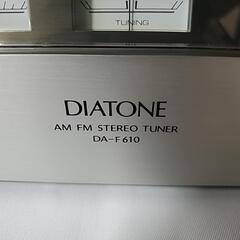 TUNING
DIATONE
AM FM STEREO TUNER
DA-F610